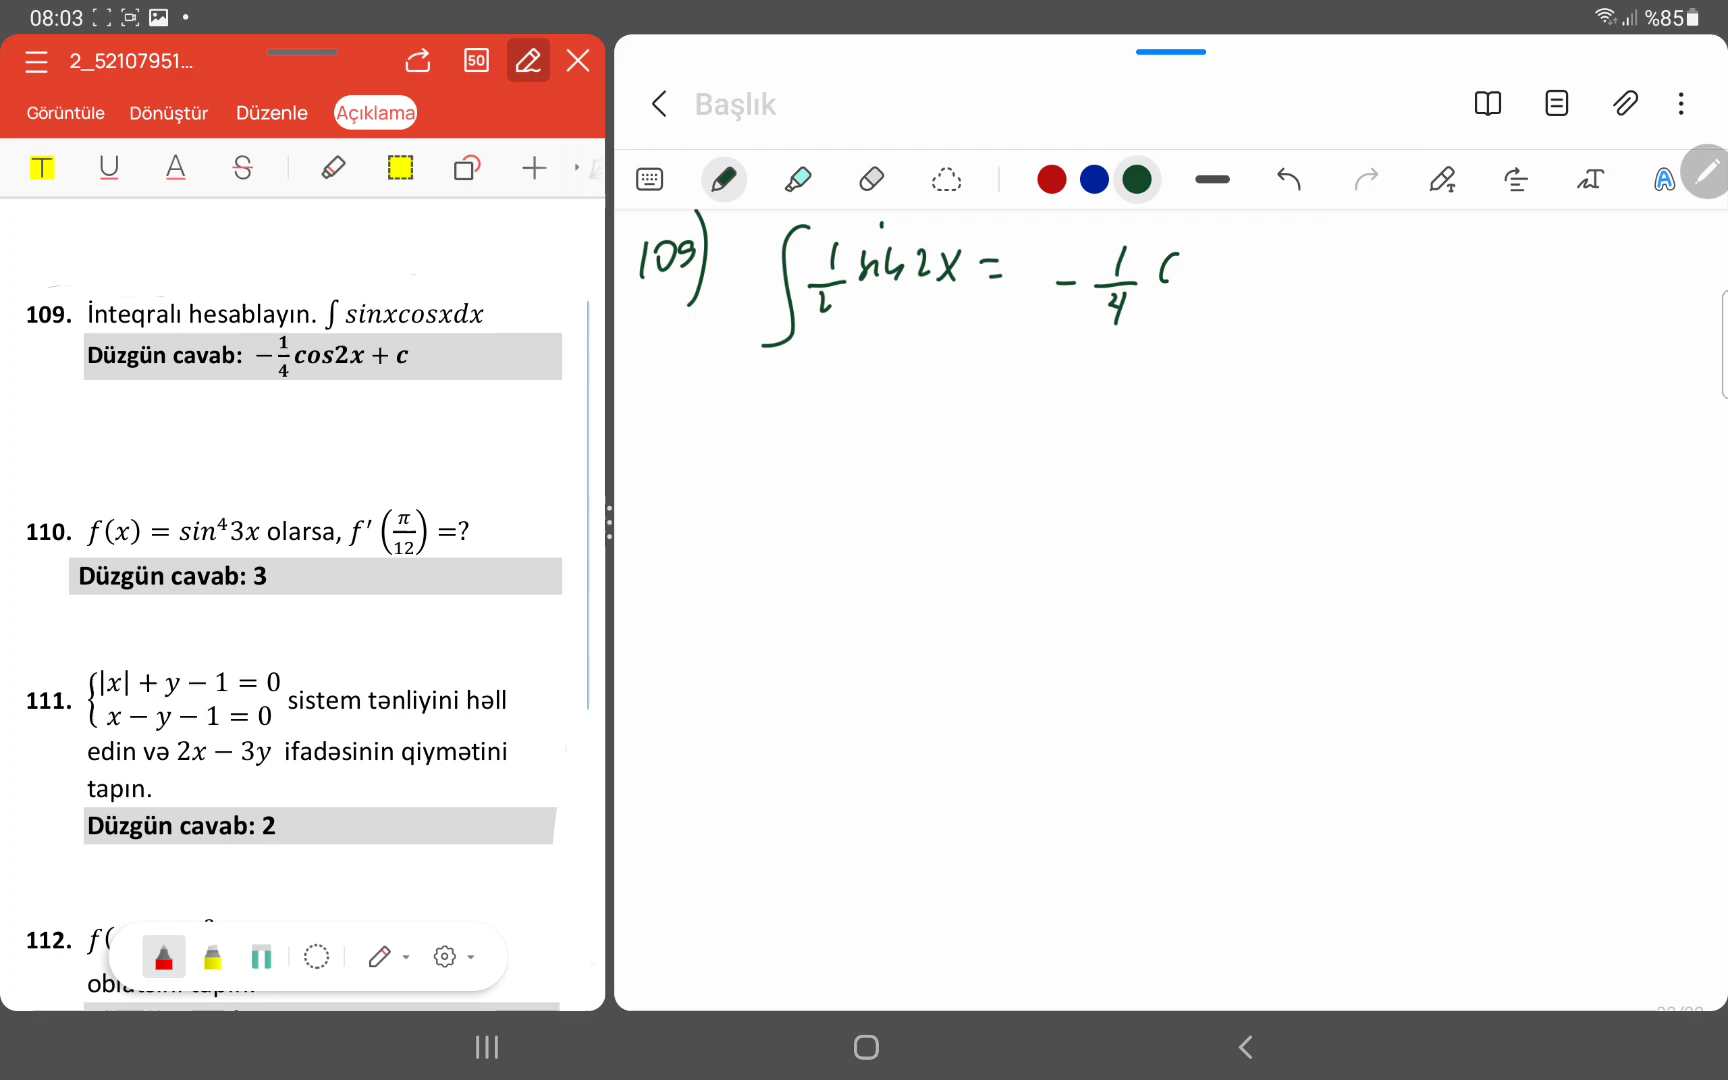 08:03
%85
2_52107951...
50
Görüntüle Dönüştür Düzenle Açıklama
T U A S
Başlık
109. İnteqralı hesablayın. ∫ sinxcosxdx
Düzgün cavab: −1/4 cos2x + c
110. f(x) = sin⁴3x olarsa, f′(π/12) =?
Düzgün cavab: 3
111. {|x| + y − 1 = 0
x − y − 1 = 0 sistem tənliyini həll
edin və 2x − 3y ifadəsinin qiymətini
tapın.
Düzgün cavab: 2
112. f(
109) ∫ 1/2 sin2x = − 1/4 c